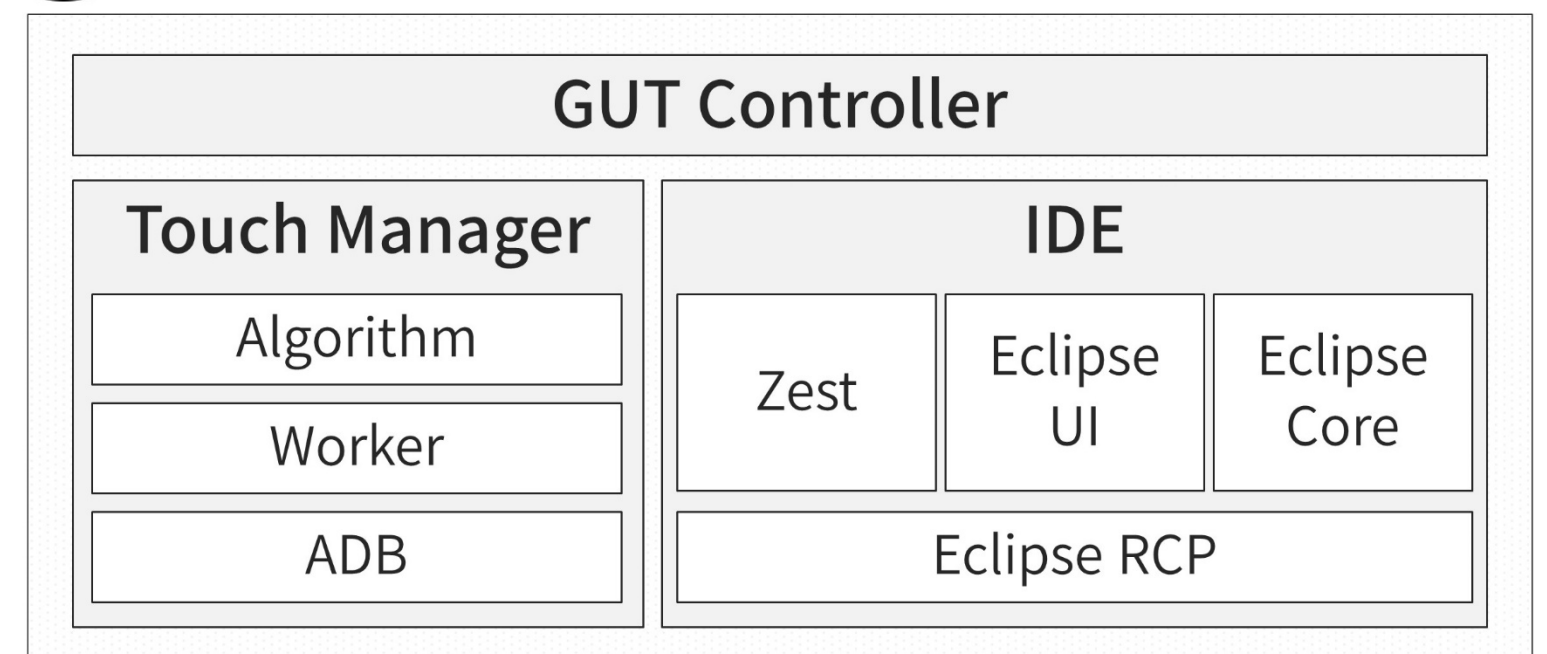 GUT Controller
Touch Manager
Algorithm
Worker
ADB
IDE
Zest
Eclipse
UI
Eclipse
Core
Eclipse RCP